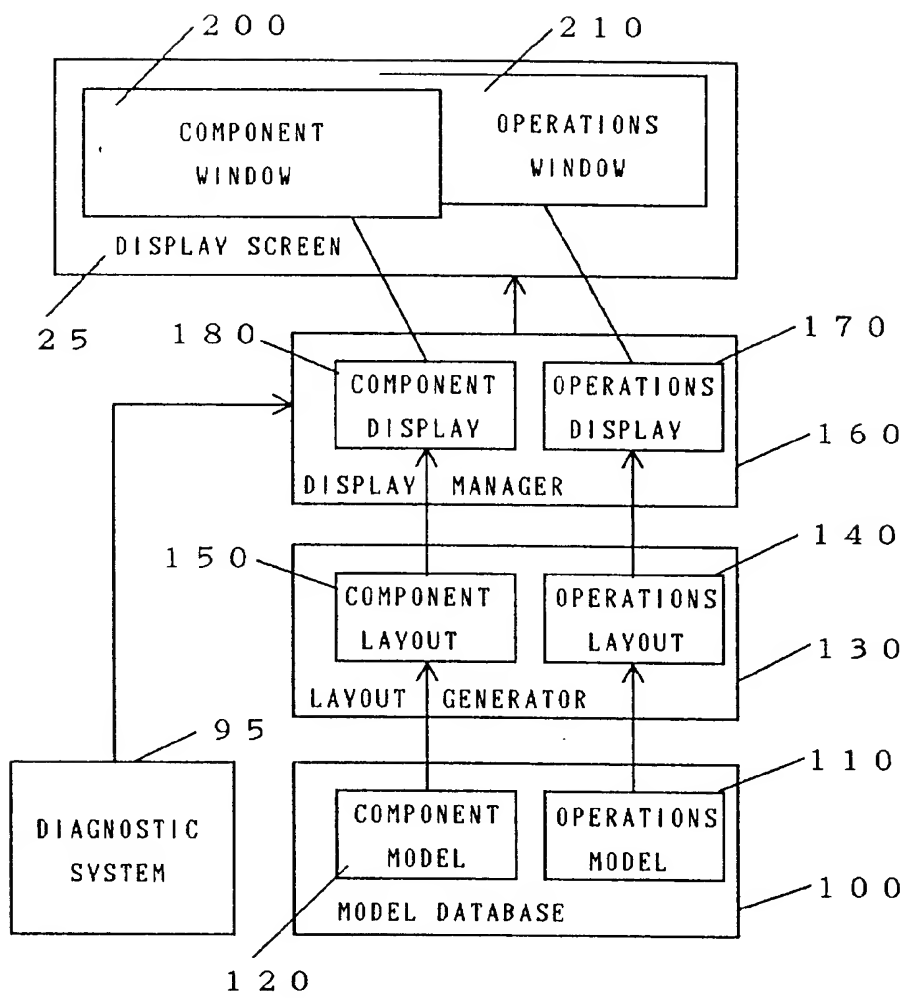 200
210
COMPONENT
WINDOW
OPERATIONS
WINDOW
DISPLAY SCREEN
25
180
170
COMPONENT
DISPLAY
OPERATIONS
DISPLAY
160
DISPLAY MANAGER
150
140
COMPONENT
LAYOUT
OPERATIONS
LAYOUT
130
LAYOUT GENERATOR
95
110
DIAGNOSTIC
SYSTEM
COMPONENT
MODEL
OPERATIONS
MODEL
100
MODEL DATABASE
120